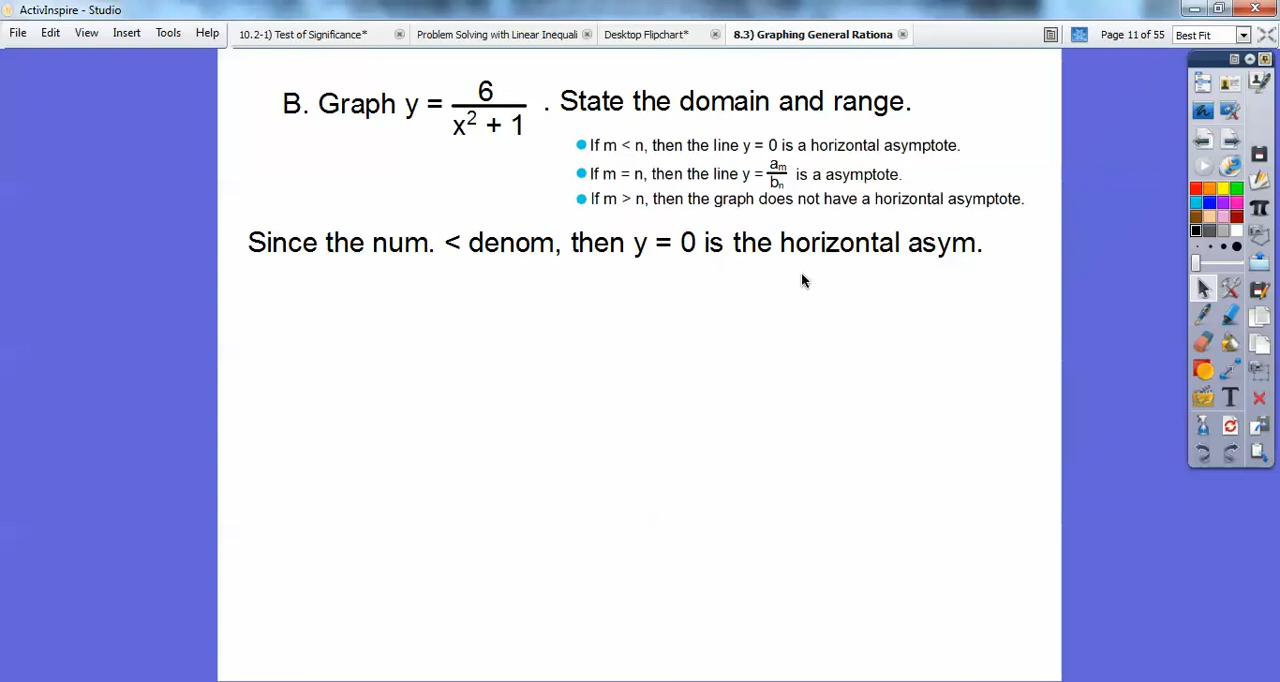 ActivInspire - Studio
File Edit View Insert Tools Help
10.2-1) Test of Significance* Problem Solving with Linear Inequali Desktop Flipchart* 8.3) Graphing General Rationa
Page 11 of 55 Best Fit
B. Graph y = 6 / x² + 1 . State the domain and range.
If m < n, then the line y = 0 is a horizontal asymptote.
If m = n, then the line y = aₘ / bₙ is a asymptote.
If m > n, then the graph does not have a horizontal asymptote.
Since the num. < denom, then y = 0 is the horizontal asym.